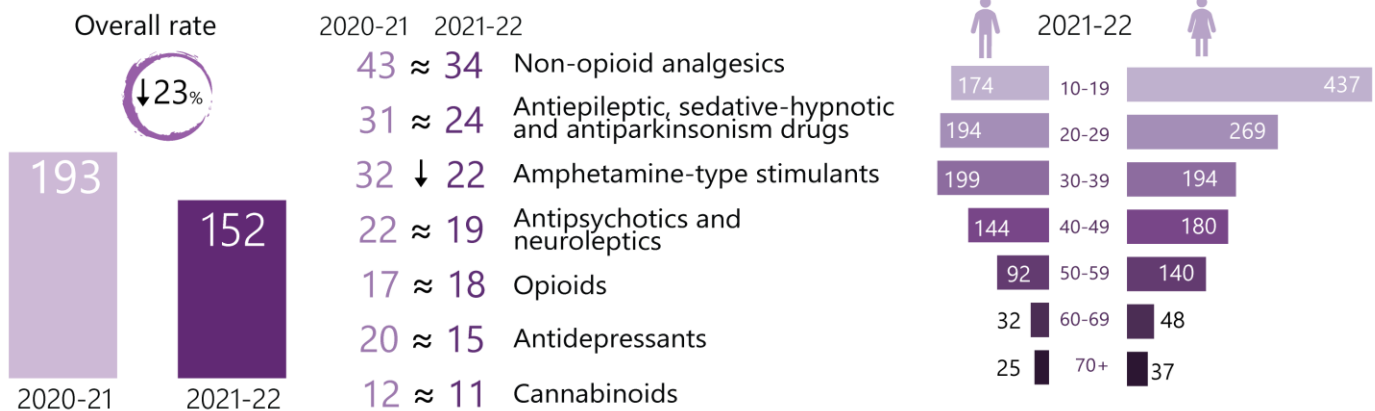 Overall rate
↓23%
193
152
2020-21
2021-22
2020-21 2021-22
43 ≈ 34 Non-opioid analgesics
31 ≈ 24 Antiepileptic, sedative-hypnotic
and antiparkinsonism drugs
32 ↓ 22 Amphetamine-type stimulants
22 ≈ 19 Antipsychotics and
neuroleptics
17 ≈ 18 Opioids
20 ≈ 15 Antidepressants
12 ≈ 11 Cannabinoids
2021-22
174 10-19 437
194 20-29 269
199 30-39 194
144 40-49 180
92 50-59 140
32 60-69 48
25 70+ 37